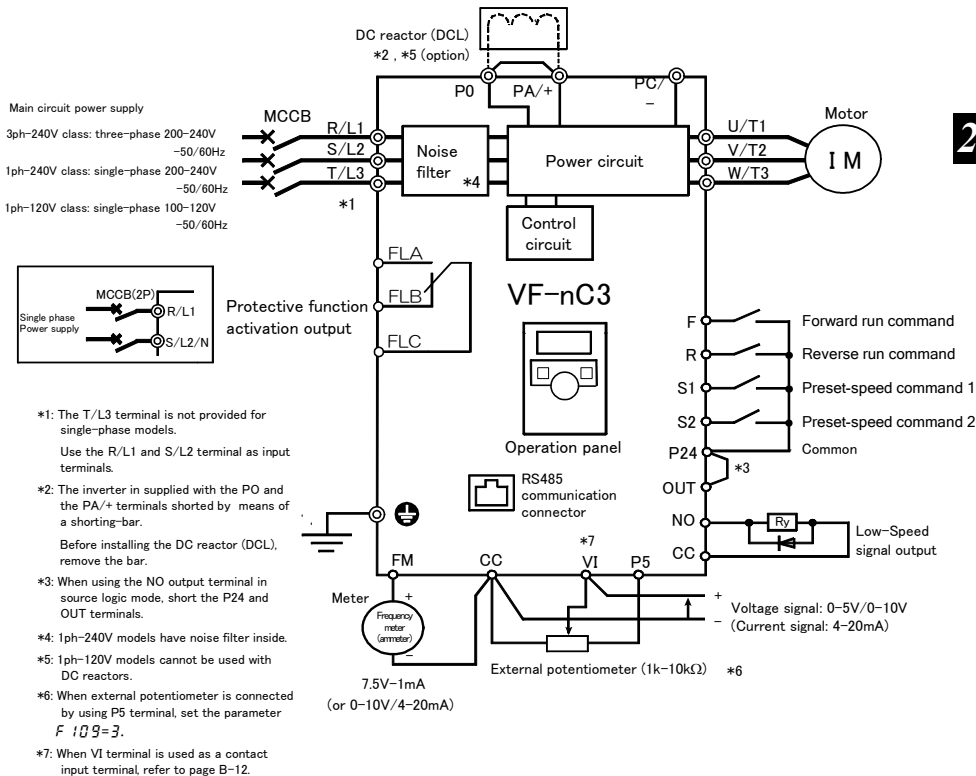 DC reactor (DCL)
*2 , *5 (option)
P0
PA/+
PC/
-
Main circuit power supply
3ph-240V class: three-phase 200-240V
-50/60Hz
1ph-240V class: single-phase 200-240V
-50/60Hz
1ph-120V class: single-phase 100-120V
-50/60Hz
MCCB
R/L1
S/L2
T/L3
*1
Noise
filter
*4
Power circuit
Control
circuit
U/T1
V/T2
W/T3
Motor
I M
2
MCCB(2P)
Single phase
Power supply
R/L1
S/L2/N
Protective function
activation output
FLA
FLB
FLC
VF-nC3
Operation panel
RS485
communication
connector
F
Forward run command
R
Reverse run command
S1
Preset-speed command 1
S2
Preset-speed command 2
P24
Common
*3
OUT
NO
Ry
CC
Low-Speed
signal output
*1: The T/L3 terminal is not provided for
single-phase models.
Use the R/L1 and S/L2 terminal as input
terminals.
*2: The inverter in supplied with the PO and
the PA/+ terminals shorted by means of
a shorting-bar.
Before installing the DC reactor (DCL),
remove the bar.
*3: When using the NO output terminal in
source logic mode, short the P24 and
OUT terminals.
*4: 1ph-240V models have noise filter inside.
*5: 1ph-120V models cannot be used with
DC reactors.
*6: When external potentiometer is connected
by using P5 terminal, set the parameter
F 109=3.
*7: When VI terminal is used as a contact
input terminal, refer to page B-12.
FM
CC
*7
VI
P5
Meter
+
Frequency
meter
(ammeter)
-
7.5V-1mA
(or 0-10V/4-20mA)
+
-
Voltage signal: 0-5V/0-10V
(Current signal: 4-20mA)
External potentiometer (1k-10kΩ) *6